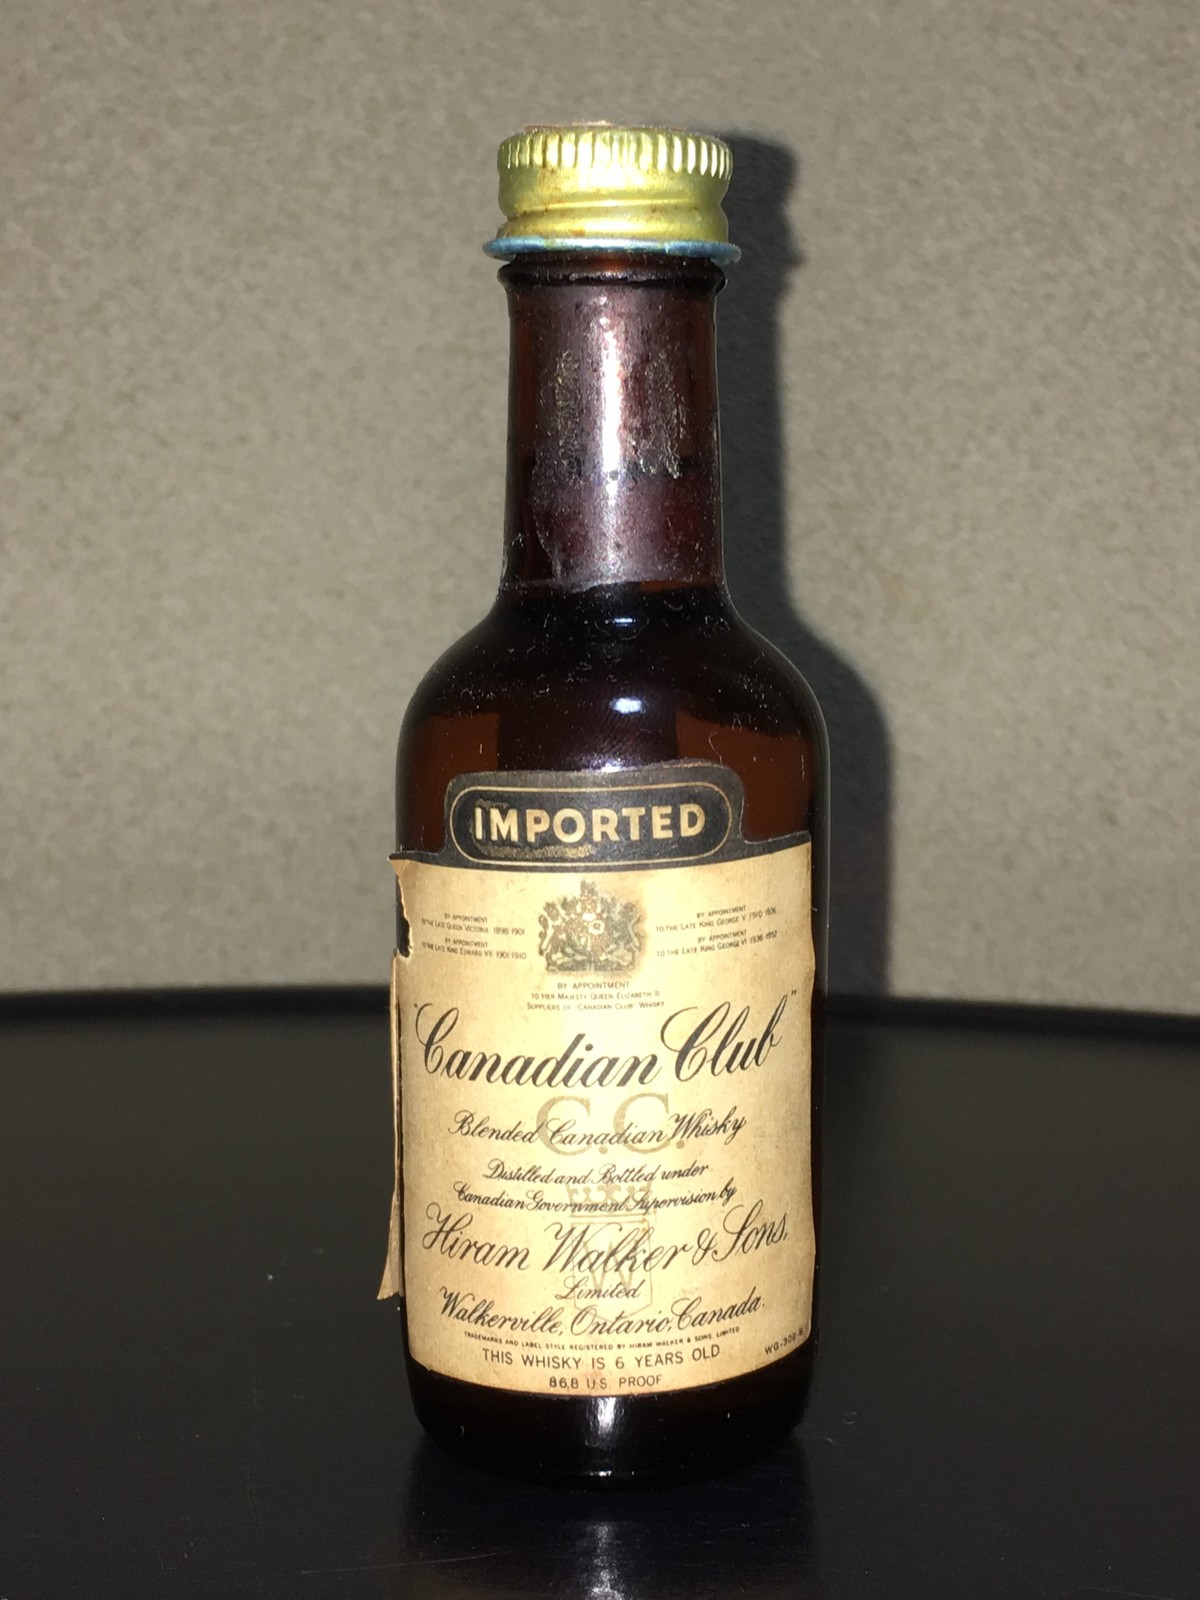 IMPORTED
BY APPOINTMENT
TO THE LATE QUEEN VICTORIA 1898-1901
BY APPOINTMENT
TO THE LATE KING EDWARD VII 1901-1910
BY APPOINTMENT
TO THE LATE KING GEORGE V 1910-1936
BY APPOINTMENT
TO THE LATE KING GEORGE VI 1936-1952
BY APPOINTMENT
TO HER MAJESTY QUEEN ELIZABETH II
SUPPLIERS OF "CANADIAN CLUB" WHISKY
"Canadian Club"
C.C.
Blended Canadian Whisky
Distilled and Bottled under
Canadian Government Supervision by
Hiram Walker & Sons,
Limited
W
Walkerville, Ontario, Canada.
TRADEMARKS AND LABEL STYLE REGISTERED BY HIRAM WALKER & SONS, LIMITED
THIS WHISKY IS 6 YEARS OLD
86.8 U.S. PROOF